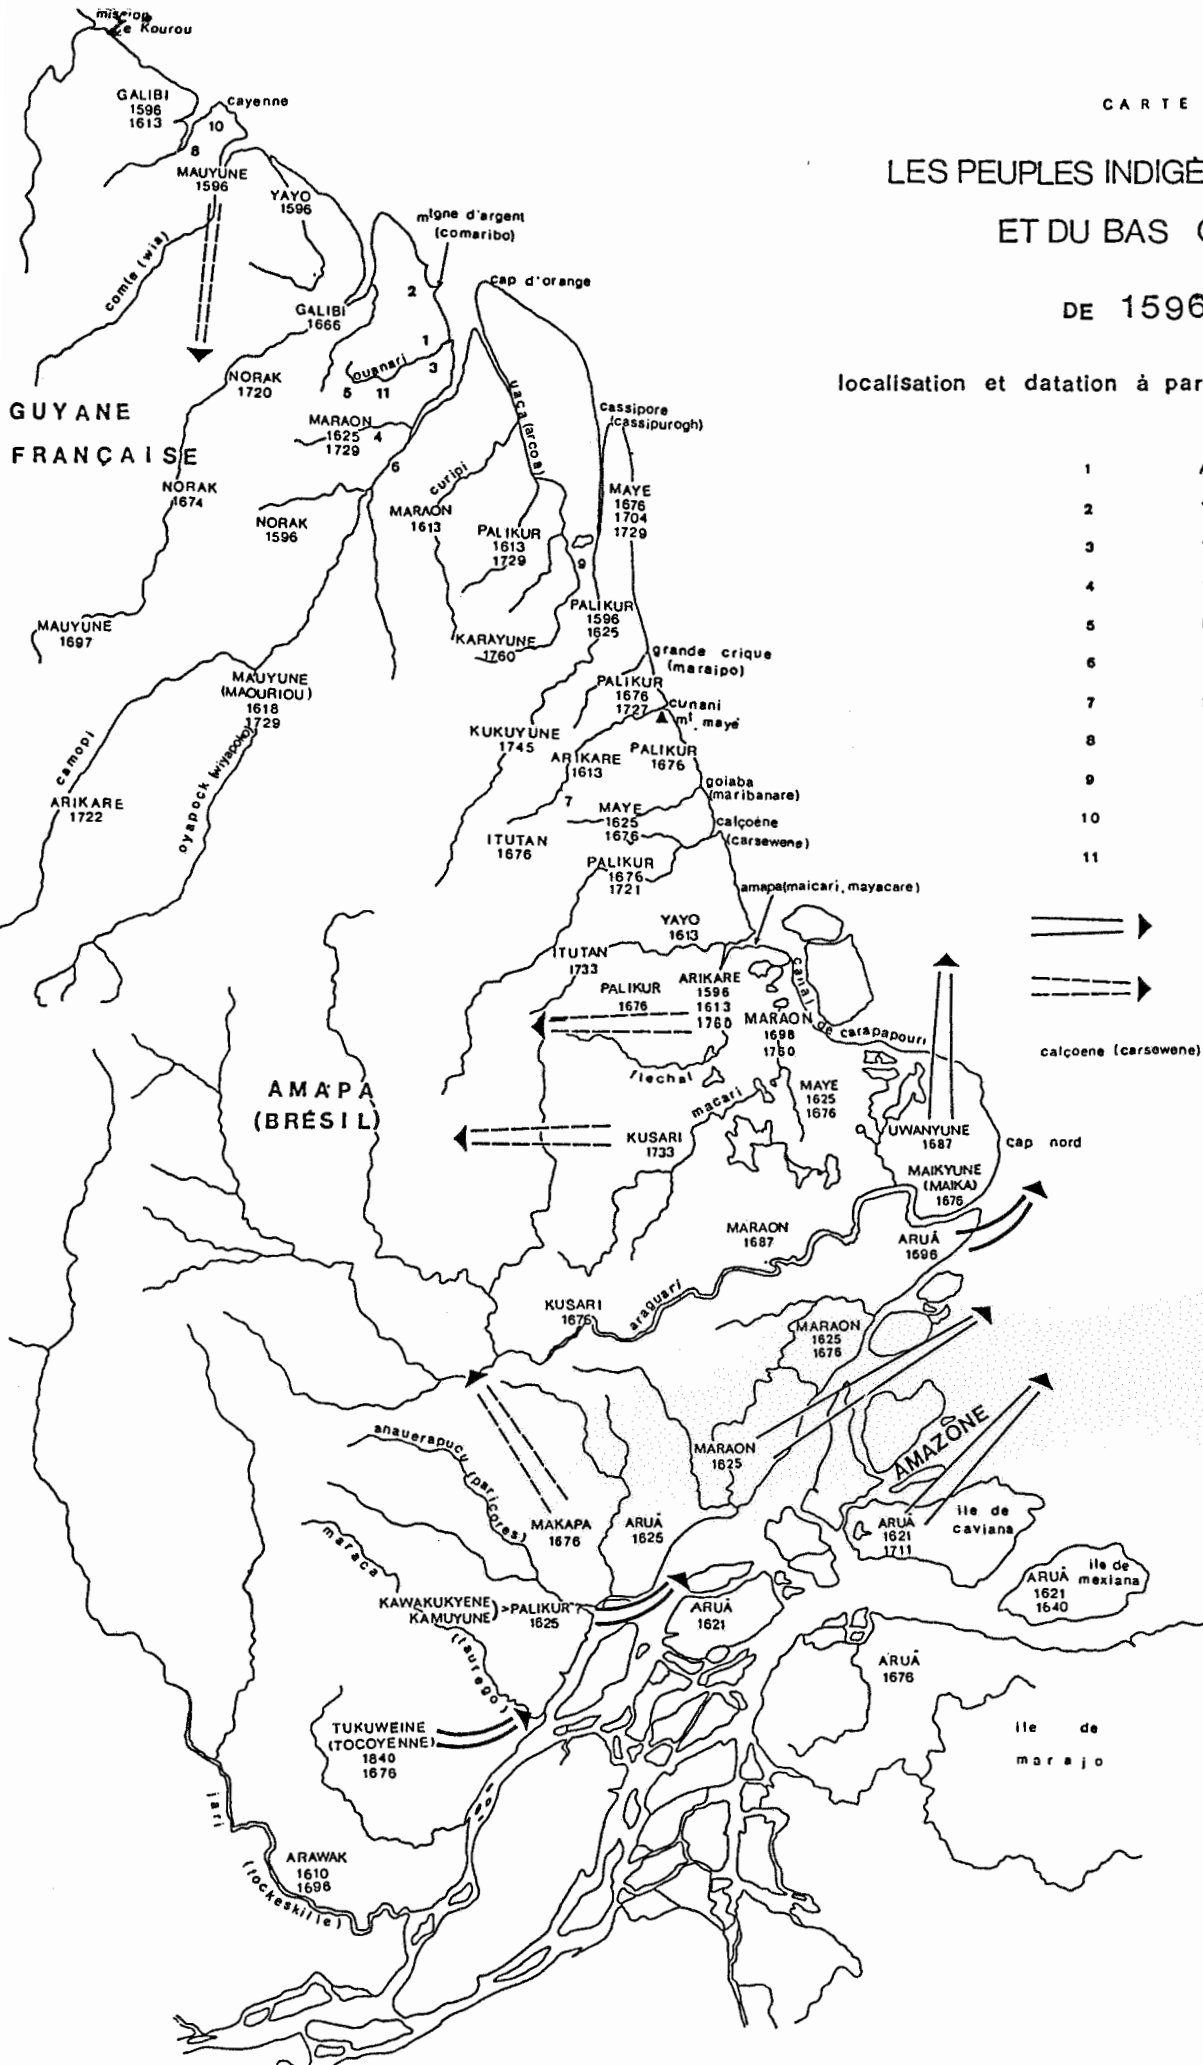 mission
de Kourou
GALIBI
1596
1613
cayenne
10
8
MAUYUNE
1596
YAYO
1596
comte (wia)
mtgne d'argent
(comaribo)
cap d'orange
2
GALIBI
1666
1
ouanari
3
5
11
NORAK
1720
GUYANE
FRANÇAISE
MARAON
1625
1729
4
6
uaça (arcoa)
cassipore
(cassipurogh)
curipi
NORAK
1674
NORAK
1596
MARAON
1613
PALIKUR
1613
1729
MAYE
1676
1704
1729
9
PALIKUR
1596
1625
MAUYUNE
1697
KARAYUNE
1760
grande crique
(maraipo)
MAUYUNE
(MAOURIOU)
1618
1729
PALIKUR
1676
1727
cunani
mt. mayé
camopi
oyapock (wiyapoko)
KUKUYUNE
1745
ARIKARE
1613
PALIKUR
1676
goiaba
(maribanare)
ARIKARE
1722
7
MAYE
1625
1676
calçoène
(carsewene)
ITUTAN
1676
PALIKUR
1676
1721
amapa (maicari, mayacare)
YAYO
1613
ITUTAN
1733
PALIKUR
1676
ARIKARE
1596
1613
1760
MARAON
1698
1760
canal de carapapouri
flechal
AMAPA
(BRÉSIL)
macari
MAYE
1625
1676
KUSARI
1733
UWANYUNE
1687
cap nord
MAIKYUNE
(MAIKA)
1676
MARAON
1687
ARUÃ
1596
KUSARI
1676
araguari
MARAON
1625
1676
anauerapucu (paricores)
MARAON
1625
AMAZONE
MAKAPA
1676
ARUÃ
1625
ARUÃ
1621
1711
ile de
caviana
maraca
(taurego)
ARUÃ
1621
1640
ile de
mexiana
KAWAKUKYENE
KAMUYUNE
)>PALIKUR
1625
ARUÃ
1621
ARUÃ
1676
TUKUWEINE
(TOCOYENNE)
1840
1676
ile de
marajo
jari
(tockeskille)
ARAWAK
1610
1696
CARTE
LES PEUPLES INDIGÈ
ET DU BAS
DE 1596
localisation et datation à par
1
2
3
4
5
6
7
8
9
10
11
calçoene (carsewene)